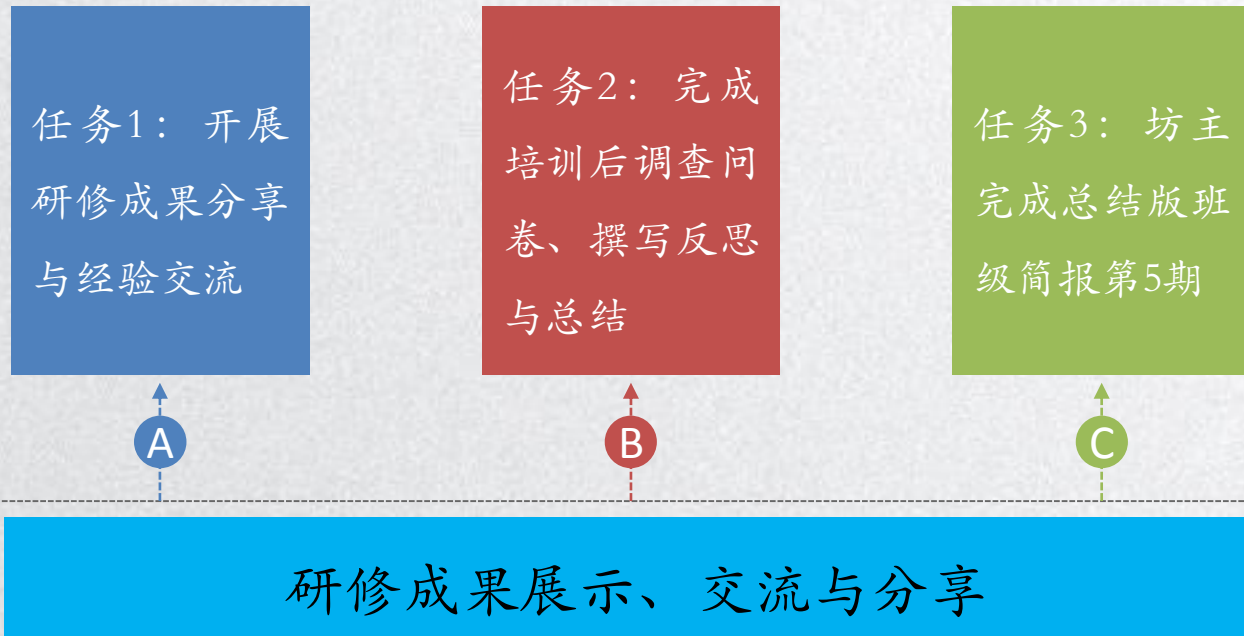 任务1：开展
研修成果分享
与经验交流
任务2：完成
培训后调查问
卷、撰写反思
与总结
任务3：坊主
完成总结版班
级简报第5期
A
B
C
研修成果展示、交流与分享